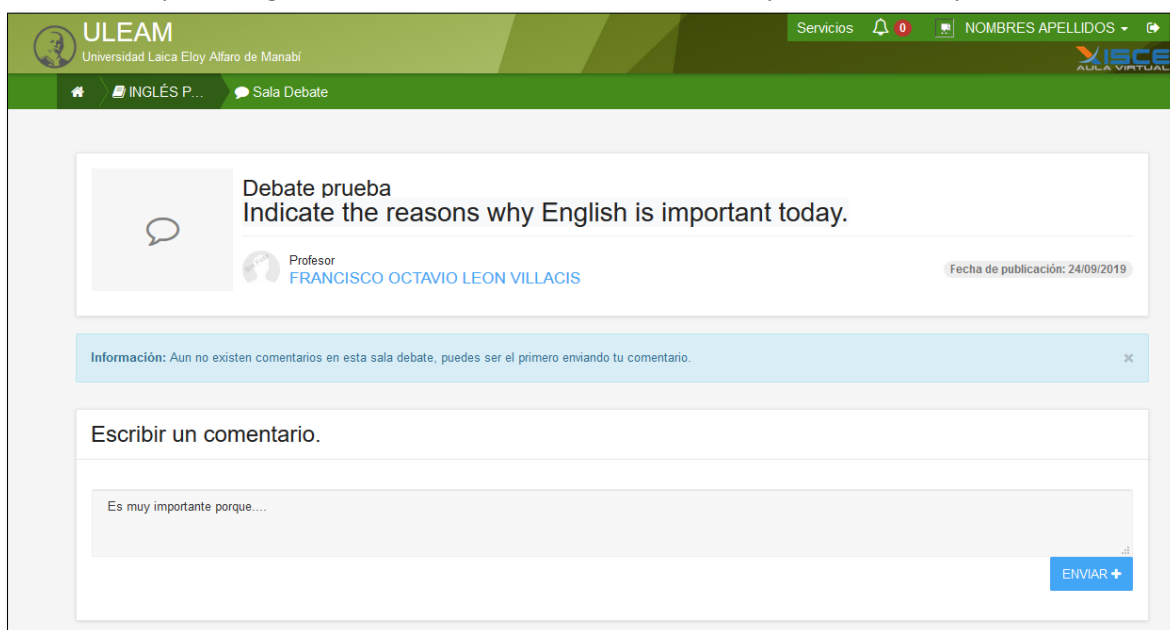 ULEAM
Universidad Laica Eloy Alfaro de Manabí
Servicios 0 NOMBRES APELLIDOS
XISCE
AULA VIRTUAL
INGLÉS P... Sala Debate
Debate prueba
Indicate the reasons why English is important today.
Profesor
FRANCISCO OCTAVIO LEON VILLACIS
Fecha de publicación: 24/09/2019
Información: Aun no existen comentarios en esta sala debate, puedes ser el primero enviando tu comentario.
Escribir un comentario.
Es muy importante porque....
ENVIAR +